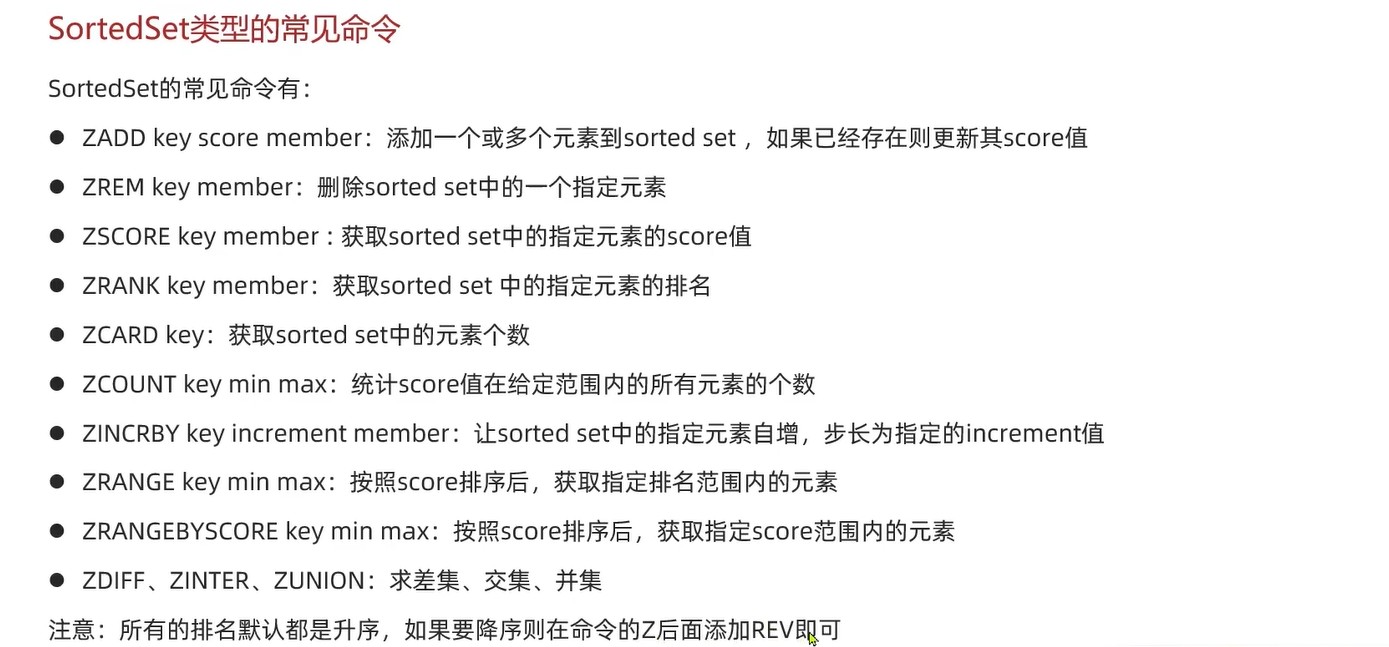 SortedSet类型的常见命令
SortedSet的常见命令有：
● ZADD key score member：添加一个或多个元素到sorted set ，如果已经存在则更新其score值
● ZREM key member：删除sorted set中的一个指定元素
● ZSCORE key member : 获取sorted set中的指定元素的score值
● ZRANK key member：获取sorted set 中的指定元素的排名
● ZCARD key：获取sorted set中的元素个数
● ZCOUNT key min max：统计score值在给定范围内的所有元素的个数
● ZINCRBY key increment member：让sorted set中的指定元素自增，步长为指定的increment值
● ZRANGE key min max：按照score排序后，获取指定排名范围内的元素
● ZRANGEBYSCORE key min max：按照score排序后，获取指定score范围内的元素
● ZDIFF、ZINTER、ZUNION：求差集、交集、并集
注意：所有的排名默认都是升序，如果要降序则在命令的Z后面添加REV即可